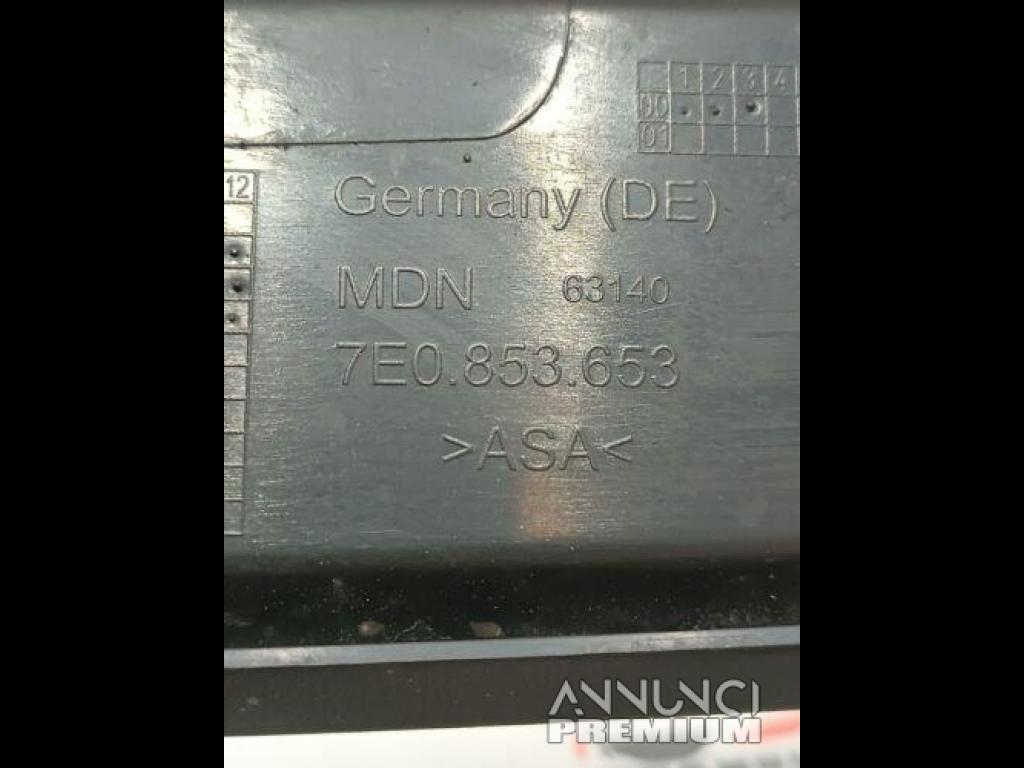 1 2 3 4
00
01
12
Germany (DE)
MDN 63140
7E0.853.653
>ASA<
ANNUNCI
PREMIUM